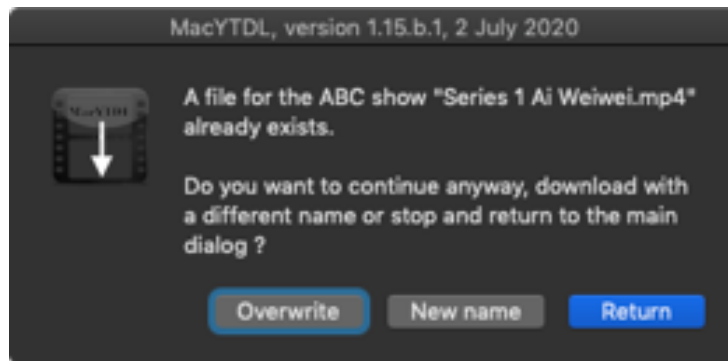 MacYTDL, version 1.15.b.1, 2 July 2020
MacYTDL
A file for the ABC show "Series 1 Ai Weiwei.mp4"
already exists.
Do you want to continue anyway, download with
a different name or stop and return to the main
dialog ?
Overwrite
New name
Return